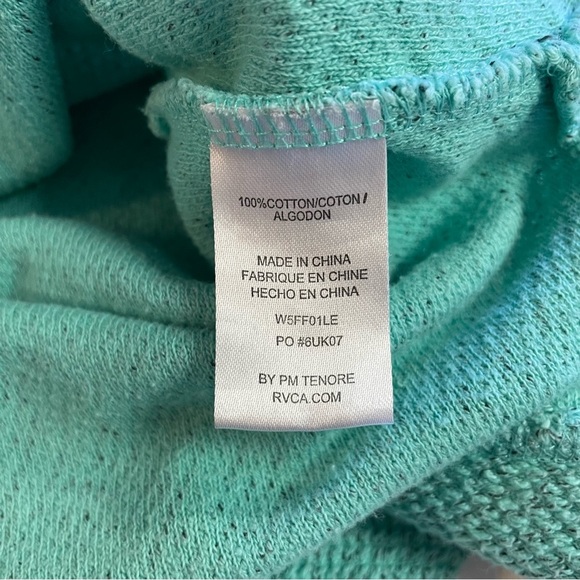 100%COTTON/COTON/
ALGODON
MADE IN CHINA
FABRIQUE EN CHINE
HECHO EN CHINA
W5FF01LE
PO #6UK07
BY PM TENORE
RVCA.COM